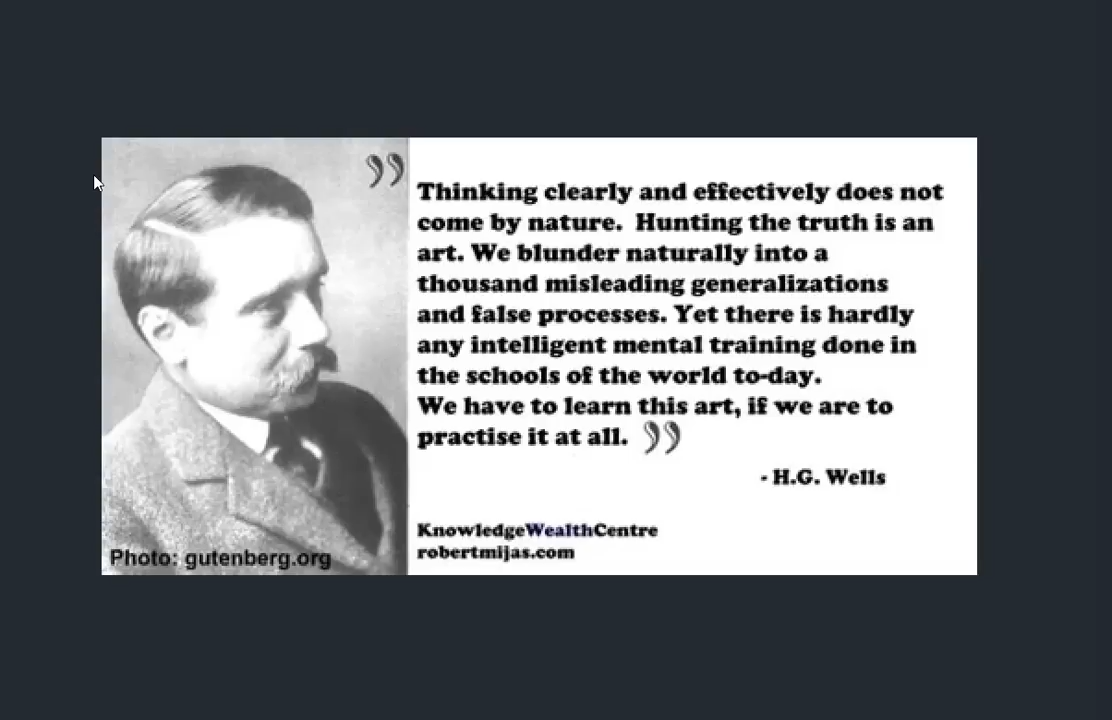 ”
Thinking clearly and effectively does not
come by nature.  Hunting the truth is an
art. We blunder naturally into a
thousand misleading generalizations
and false processes. Yet there is hardly
any intelligent mental training done in
the schools of the world to-day.
We have to learn this art, if we are to
practise it at all. ”
- H.G. Wells
KnowledgeWealthCentre
robertmijas.com
Photo: gutenberg.org